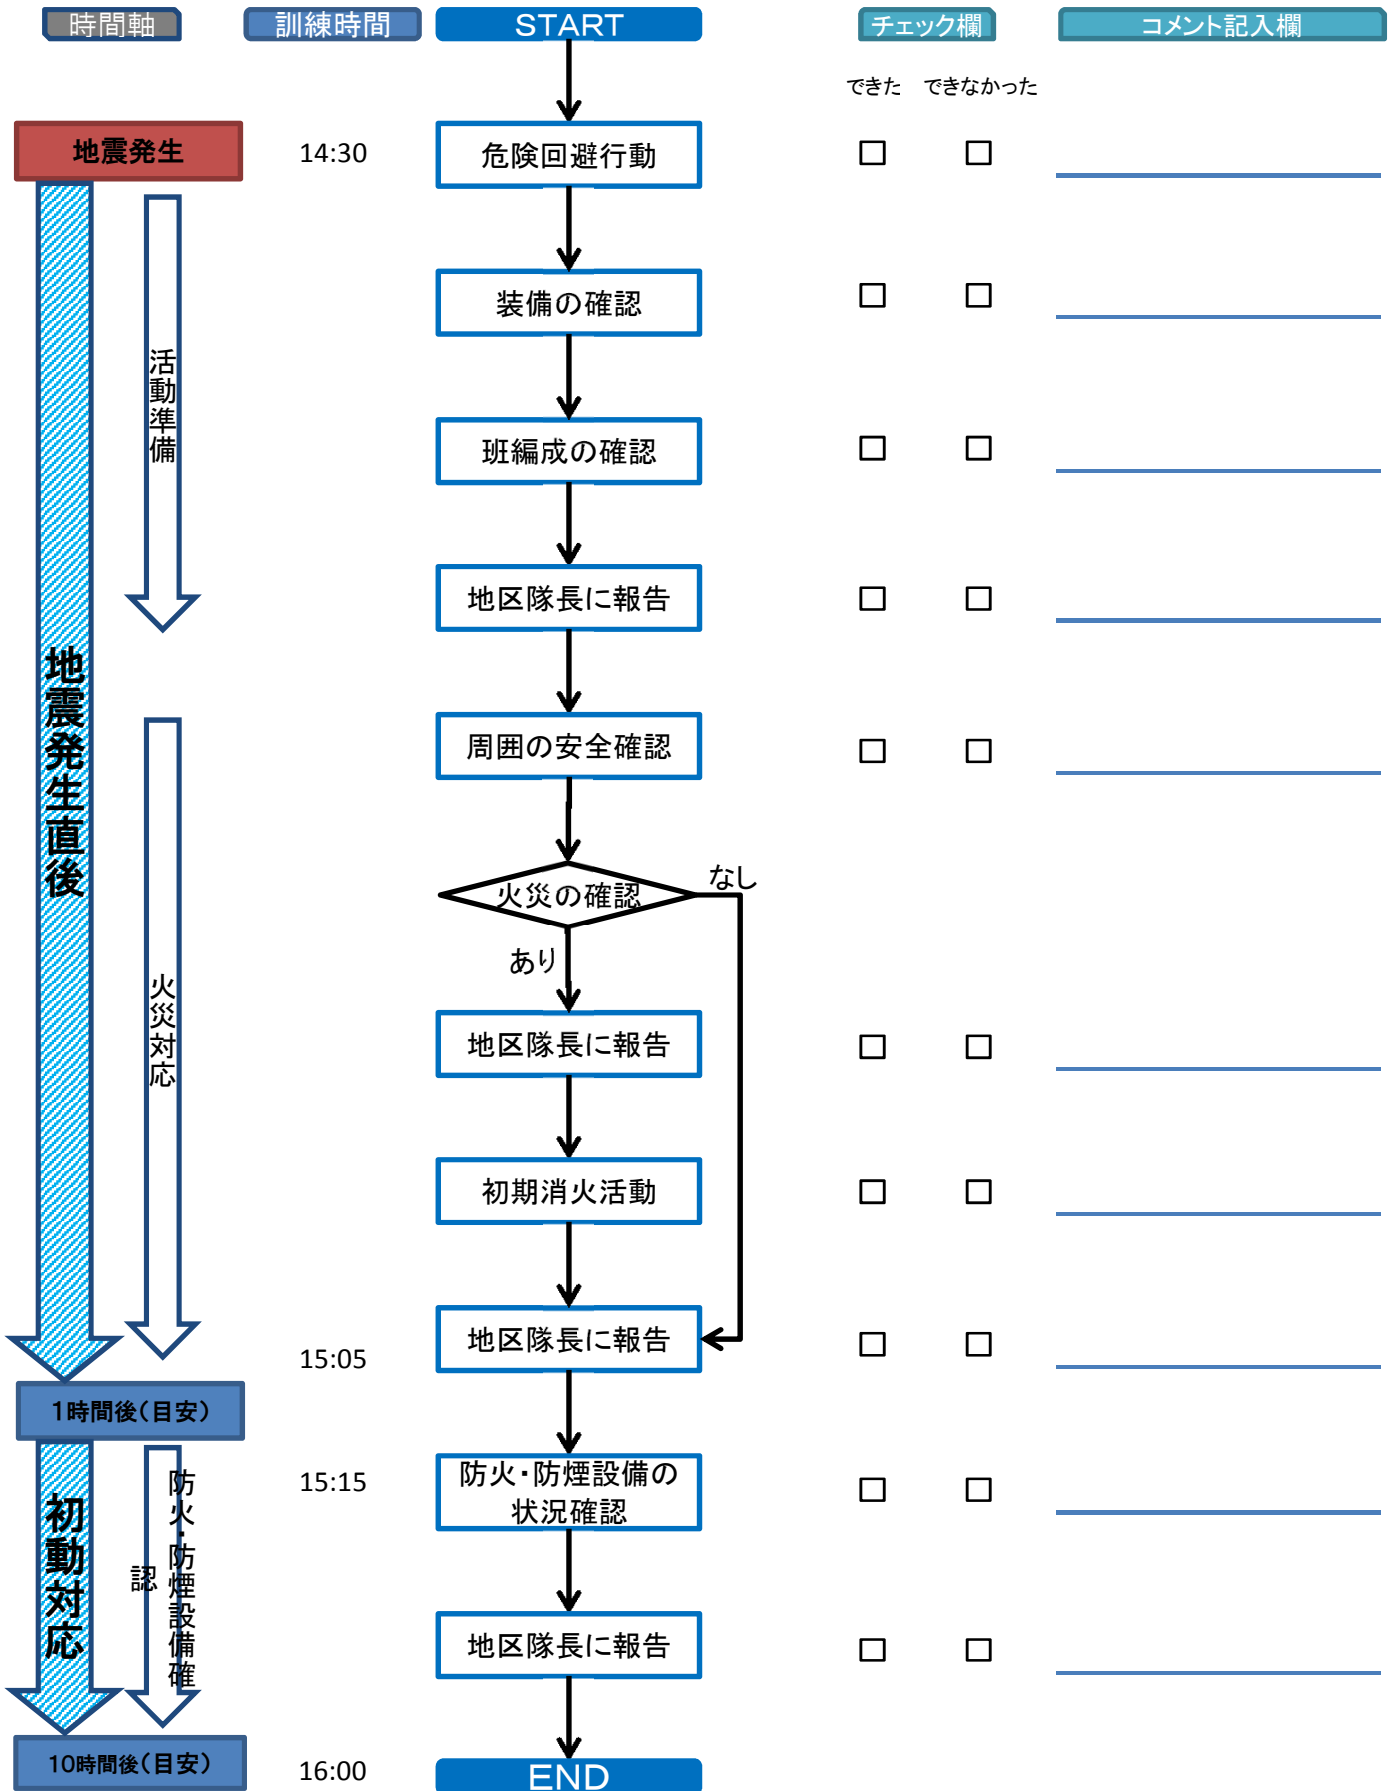 時間軸
訓練時間
START
チェック欄
コメント記入欄
できた できなかった
地震発生
14:30
危険回避行動
□ □
装備の確認
□ □
活動準備
班編成の確認
□ □
地区隊長に報告
□ □
地震発生直後
周囲の安全確認
□ □
火災の確認
なし
あり
火災対応
地区隊長に報告
□ □
初期消火活動
□ □
地区隊長に報告
□ □
15:05
1時間後(目安)
初動対応
防火・防煙設備確
認
15:15
防火・防煙設備の
状況確認
□ □
地区隊長に報告
□ □
10時間後(目安)
16:00
END